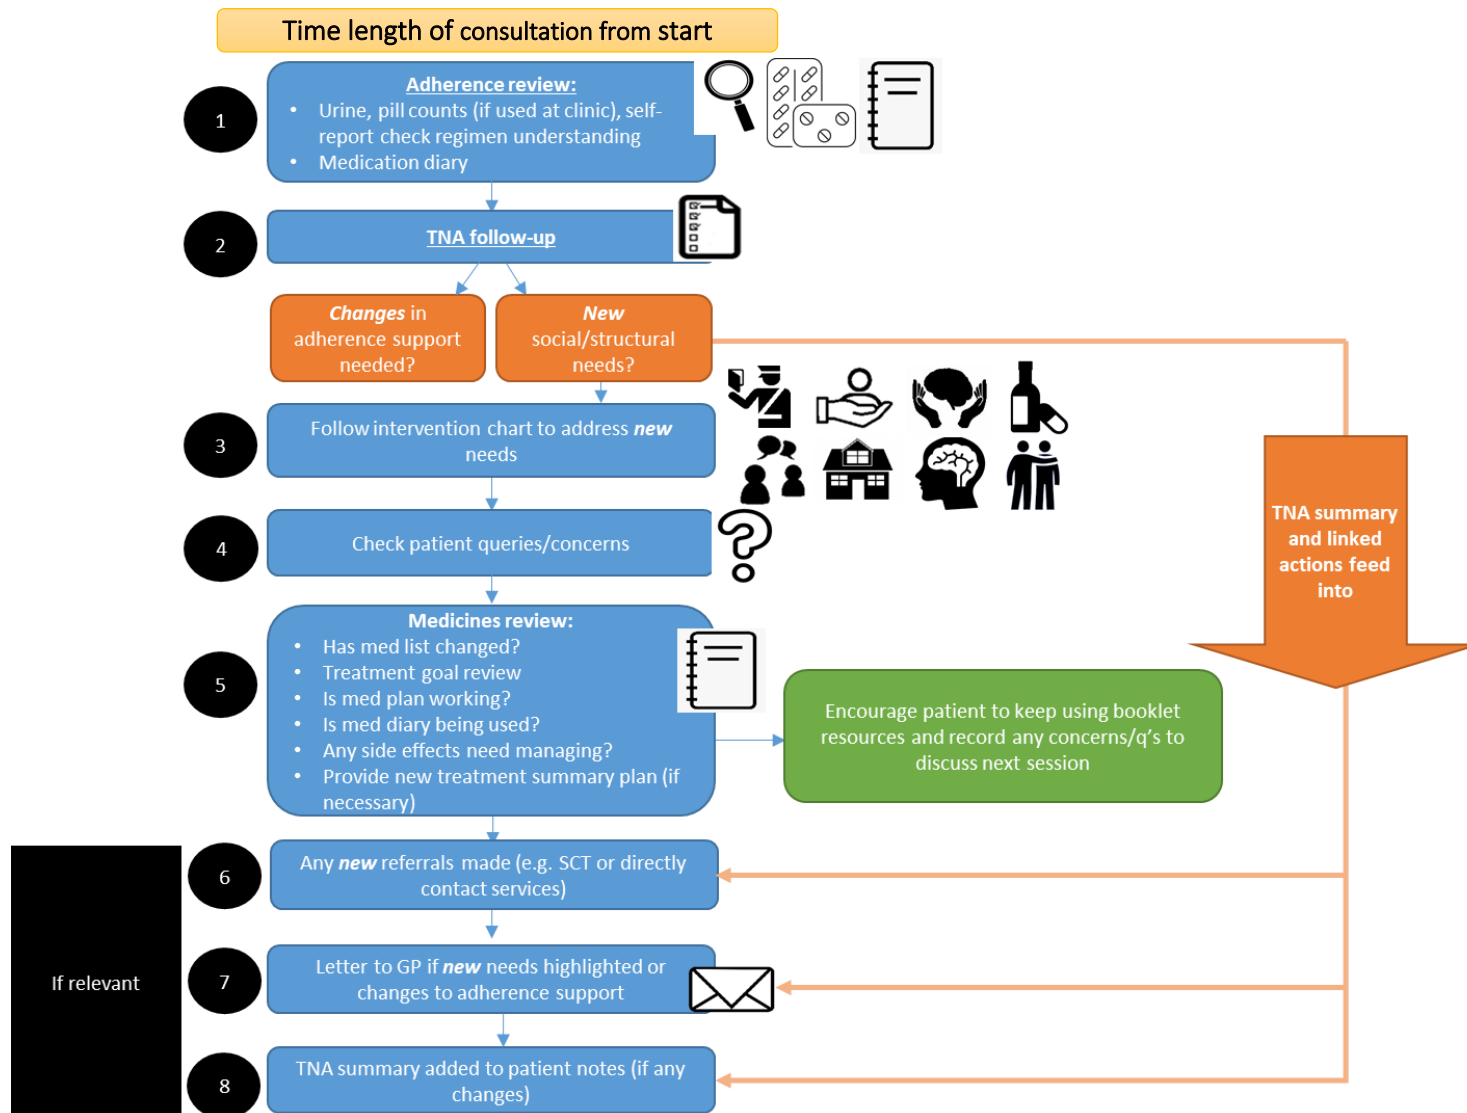 Time length of consultation from start
1
Adherence review:
• Urine, pill counts (if used at clinic), self-
report check regimen understanding
• Medication diary
2
TNA follow-up
Changes in
adherence support
needed?
New
social/structural
needs?
3
Follow intervention chart to address new
needs
4
Check patient queries/concerns
TNA summary
and linked
actions feed
into
5
Medicines review:
• Has med list changed?
• Treatment goal review
• Is med plan working?
• Is med diary being used?
• Any side effects need managing?
• Provide new treatment summary plan (if
necessary)
Encourage patient to keep using booklet
resources and record any concerns/q's to
discuss next session
If relevant
6
Any new referrals made (e.g. SCT or directly
contact services)
7
Letter to GP if new needs highlighted or
changes to adherence support
8
TNA summary added to patient notes (if any
changes)